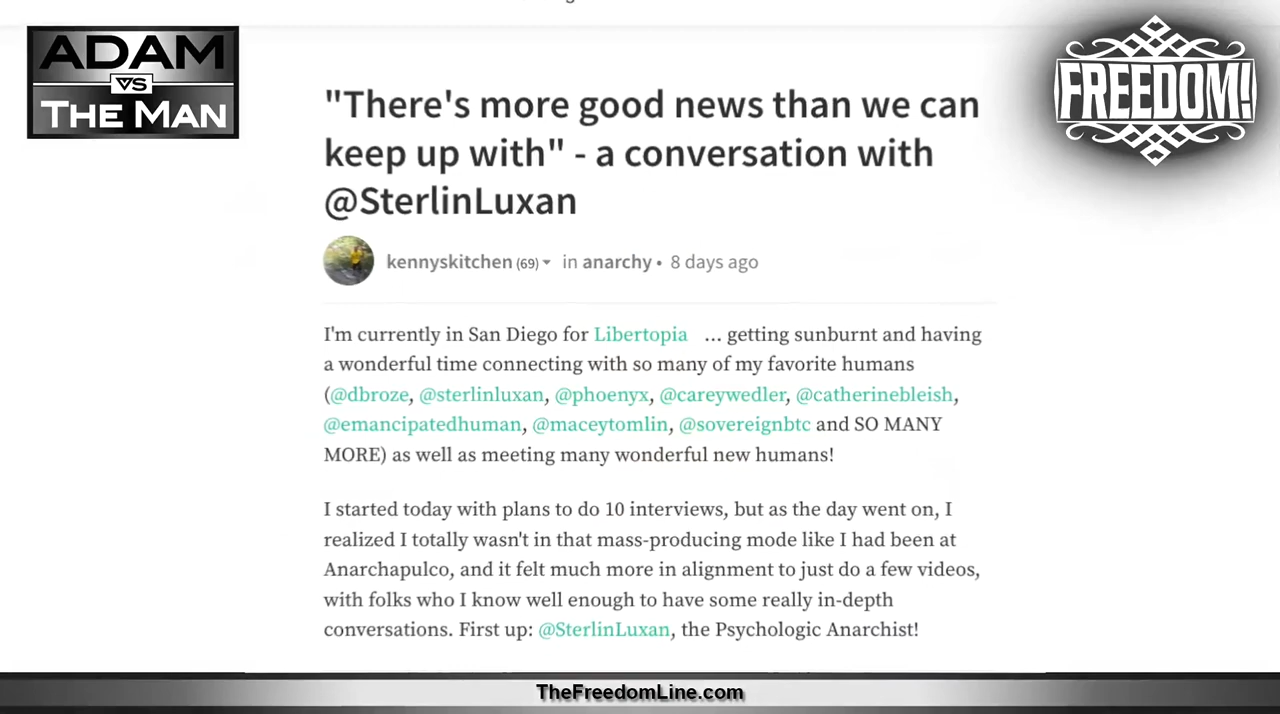 ADAM
VS
THE MAN
FREEDOM!
"There's more good news than we can
keep up with" - a conversation with
@SterlinLuxan
kennyskitchen (69) in anarchy • 8 days ago
I'm currently in San Diego for Libertopia ... getting sunburnt and having
a wonderful time connecting with so many of my favorite humans
(@dbroze, @sterlinluxan, @phoenyx, @careywedler, @catherinebleish,
@emancipatedhuman, @maceytomlin, @sovereignbtc and SO MANY
MORE) as well as meeting many wonderful new humans!
I started today with plans to do 10 interviews, but as the day went on, I
realized I totally wasn't in that mass-producing mode like I had been at
Anarchapulco, and it felt much more in alignment to just do a few videos,
with folks who I know well enough to have some really in-depth
conversations. First up: @SterlinLuxan, the Psychologic Anarchist!
TheFreedomLine.com